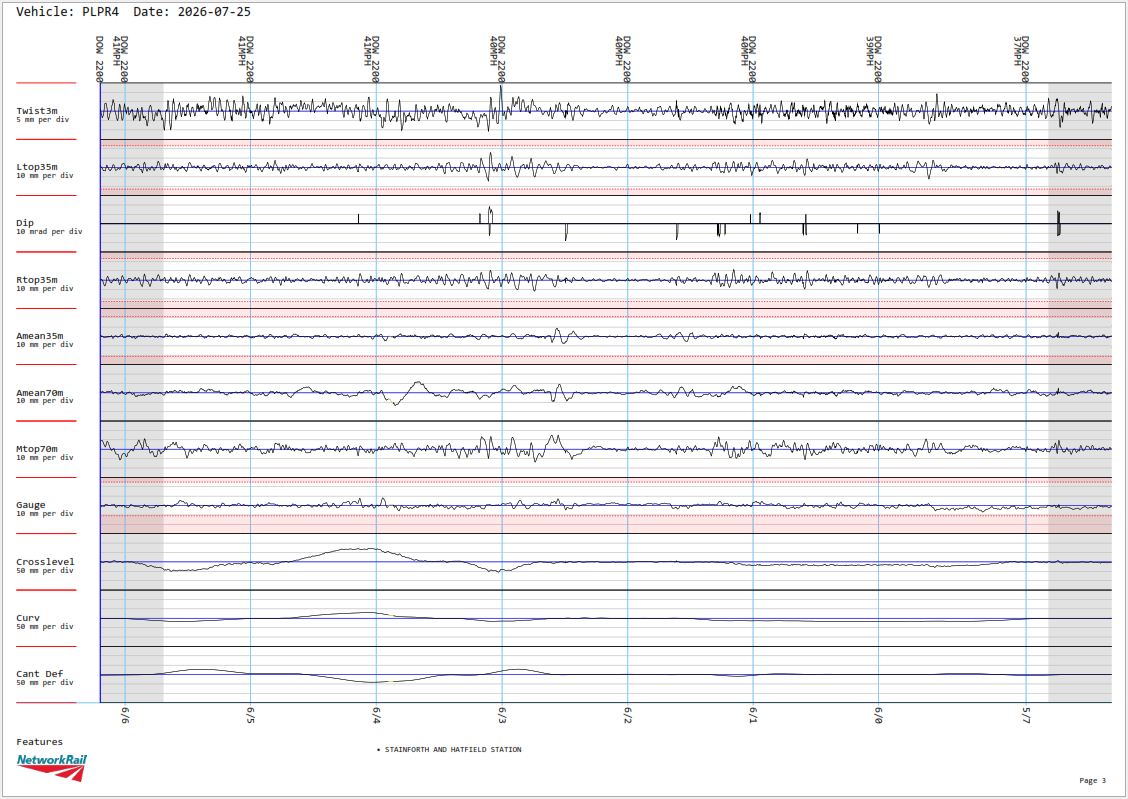 Vehicle: PLPR4  Date: 2026-07-25
DOW 2200
DOW 2200
41MPH
DOW 2200
41MPH
DOW 2200
41MPH
DOW 2200
40MPH
DOW 2200
40MPH
DOW 2200
40MPH
DOW 2200
39MPH
DOW 2200
37MPH
Twist3m
5 mm per div
Ltop35m
10 mm per div
Dip
10 mrad per div
Rtop35m
10 mm per div
Amean35m
10 mm per div
Amean70m
10 mm per div
Mtop70m
10 mm per div
Gauge
10 mm per div
Crosslevel
50 mm per div
Curv
50 mm per div
Cant Def
50 mm per div
6/6
6/5
6/4
6/3
6/2
6/1
6/0
5/7
Features
• STAINFORTH AND HATFIELD STATION
NetworkRail
Page 3